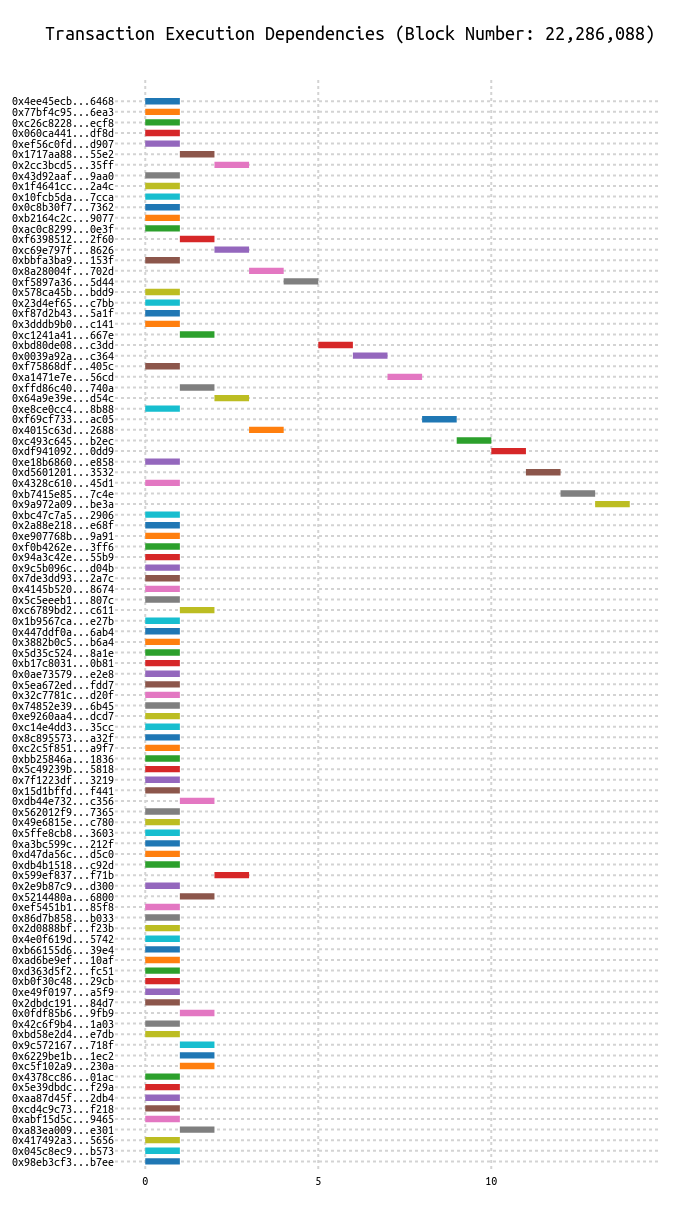 Transaction Execution Dependencies (Block Number: 22,286,088)
0x4ee45ecb...6468
0x77bf4c95...6ea3
0xc26c8228...ecf8
0x060ca441...df8d
0xef56c0fd...d907
0x1717aa88...55e2
0x2cc3bcd5...35ff
0x43d92aaf...9aa0
0x1f4641cc...2a4c
0x10fcb5da...7cca
0x0c8b30f7...7362
0xb2164c2c...9077
0xac0c8299...0e3f
0xf6398512...2f60
0xc69e797f...8626
0xbbfa3ba9...153f
0x8a28004f...702d
0xf5897a36...5d44
0x578ca45b...bdd9
0x23d4ef65...c7bb
0xf87d2b43...5a1f
0x3dddb9b0...c141
0xc1241a41...667e
0xbd80de08...c3dd
0x0039a92a...c364
0xf75868df...405c
0xa1471e7e...56cd
0xffd86c40...740a
0x64a9e39e...d54c
0xe8ce0cc4...8b88
0xf69cf733...ac05
0x4015c63d...2688
0xc493c645...b2ec
0xdf941092...0dd9
0xe18b6860...e858
0xd5601201...3532
0x4328c610...45d1
0xb7415e85...7c4e
0x9a972a09...be3a
0xbc47c7a5...2906
0x2a88e218...e68f
0xe907768b...9a91
0xf0b4262e...3ff6
0x94a3c42e...55b9
0x9c5b096c...d04b
0x7de3dd93...2a7c
0x4145b520...8674
0x5c5eeeb1...807c
0xc6789bd2...c611
0x1b9567ca...e27b
0x447ddf0a...6ab4
0x3882b0c5...b6a4
0x5d35c524...8a1e
0xb17c8031...0b81
0x0ae73579...e2e8
0x5ea672ed...fdd7
0x32c7781c...d20f
0x74852e39...6b45
0xe9260aa4...dcd7
0xc14e4dd3...35cc
0x8c895573...a32f
0xc2c5f851...a9f7
0xbb25846a...1836
0x5c49239b...5818
0x7f1223df...3219
0x15d1bffd...f441
0xdb44e732...c356
0x562012f9...7365
0x49e6815e...c780
0x5ffe8cb8...3603
0xa3bc599c...212f
0xd47da56c...d5c0
0xdb4b1518...c92d
0x599ef837...f71b
0x2e9b87c9...d300
0x5214480a...6800
0xef5451b1...85f8
0x86d7b858...b033
0x2d0888bf...f23b
0x4e0f619d...5742
0xb66155d6...39e4
0xad6be9ef...10af
0xd363d5f2...fc51
0xb0f30c48...29cb
0xe49f0197...a5f9
0x2dbdc191...84d7
0x0fdf85b6...9fb9
0x42c6f9b4...1a03
0xbd58e2d4...e7db
0x9c572167...718f
0x6229be1b...1ec2
0xc5f102a9...230a
0x4378cc86...01ac
0x5e39dbdc...f29a
0xaa87d45f...2db4
0xcd4c9c73...f218
0xabf15d5c...9465
0xa83ea009...e301
0x417492a3...5656
0x045c8ec9...b573
0x98eb3cf3...b7ee
0 5 10